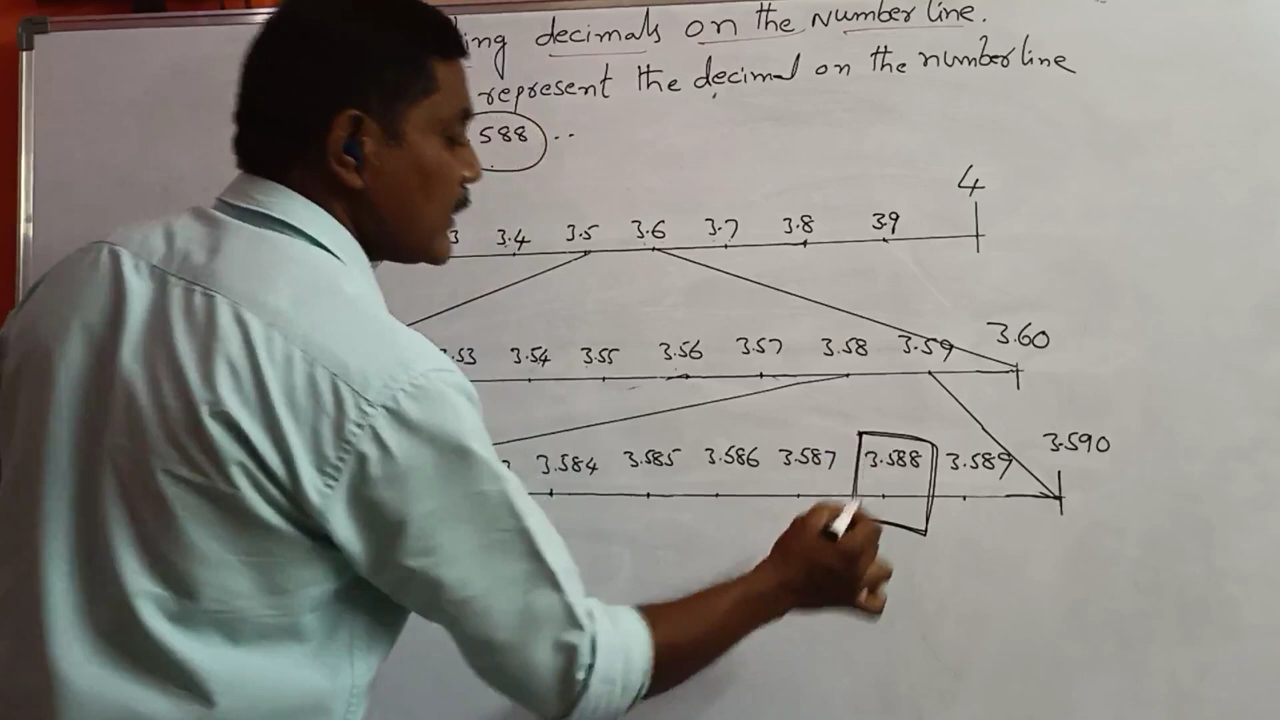 decimals on the Number line.
represent the decimal on the number line
588 ..
4
3 3.4 3.5 3.6 3.7 3.8 3.9
3.60
.53 3.54 3.55 3.56 3.57 3.58 3.59
3.590
3.584 3.585 3.586 3.587 3.588 3.589